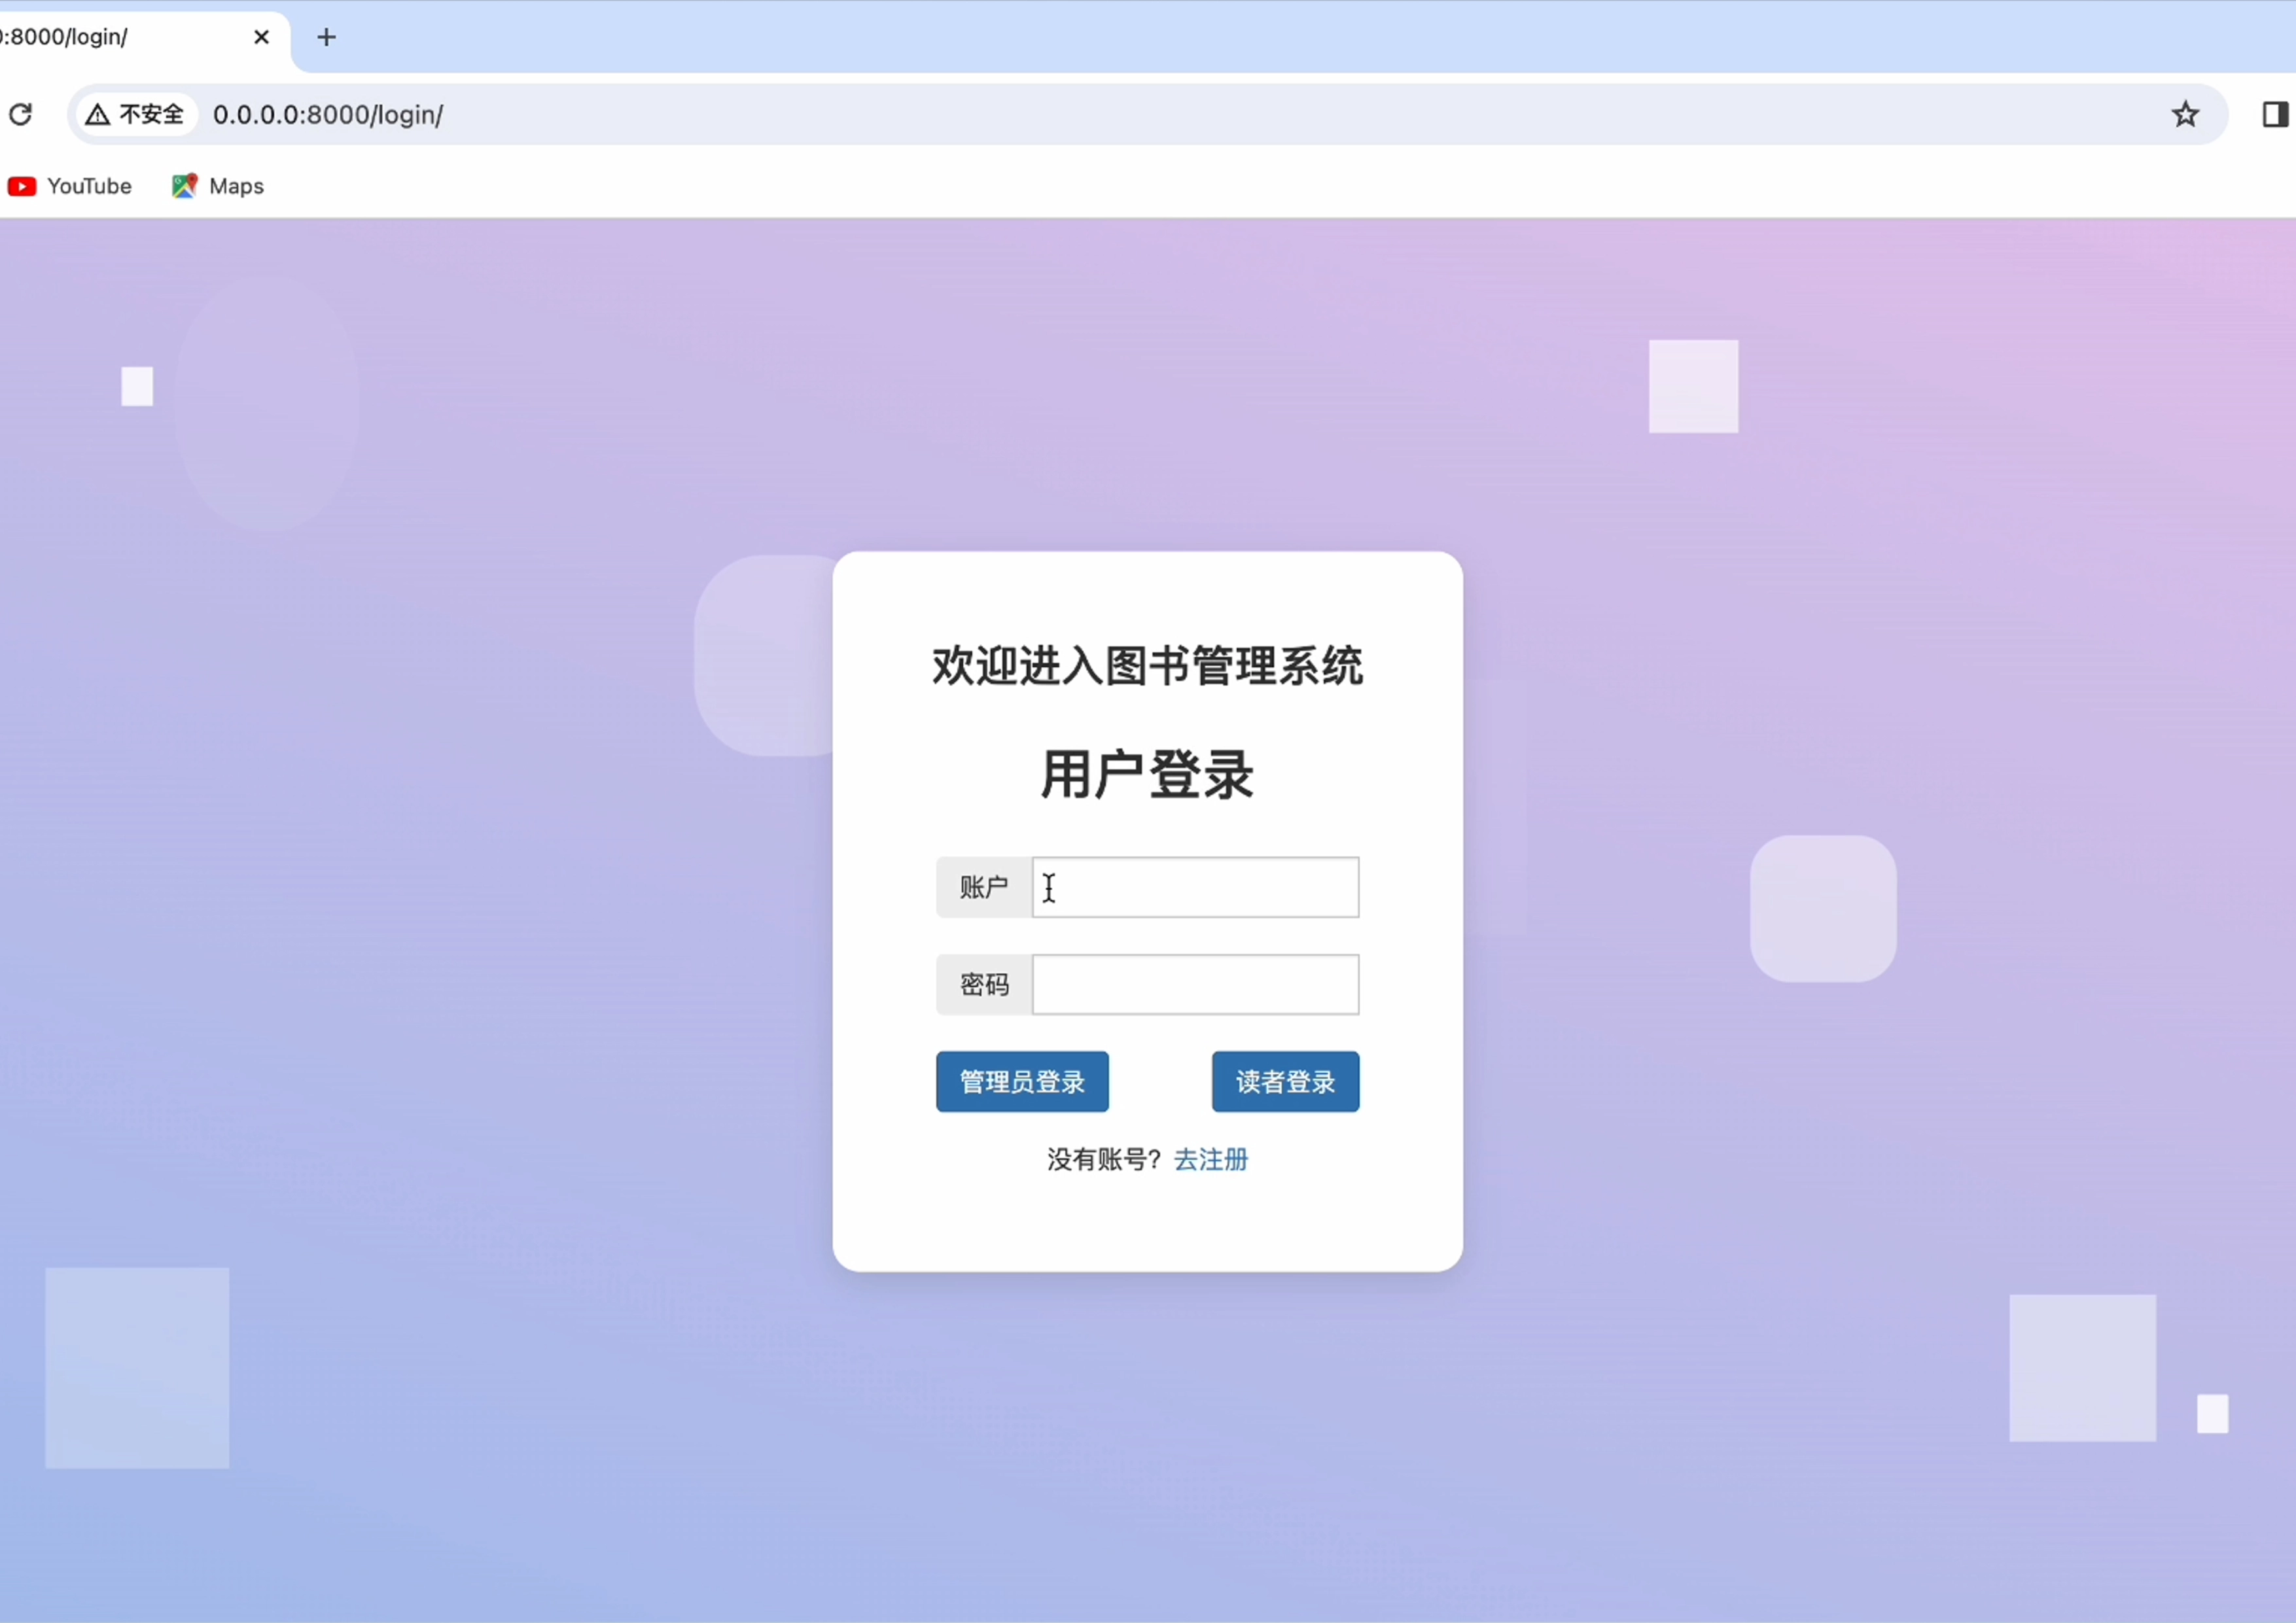 0:8000/login/
不安全 0.0.0.0:8000/login/
YouTube Maps
欢迎进入图书管理系统
用户登录
账户
密码
管理员登录 读者登录
没有账号? 去注册